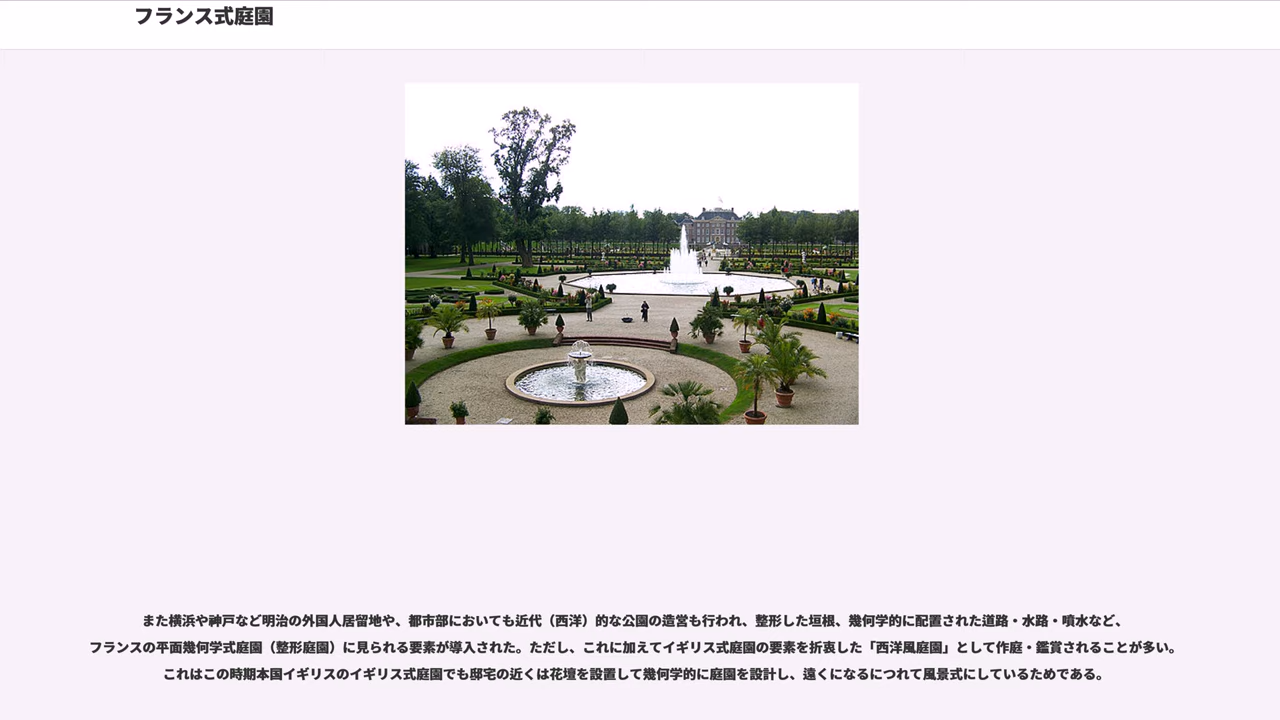 フランス式庭園
また横浜や神戸など明治の外国人居留地や、都市部においても近代（西洋）的な公園の造営も行われ、整形した垣根、幾何学的に配置された道路・水路・噴水など、
フランスの平面幾何学式庭園（整形庭園）に見られる要素が導入された。ただし、これに加えてイギリス式庭園の要素を折衷した「西洋風庭園」として作庭・鑑賞されることが多い。
これはこの時期本国イギリスのイギリス式庭園でも邸宅の近くは花壇を設置して幾何学的に庭園を設計し、遠くになるにつれて風景式にしているためである。